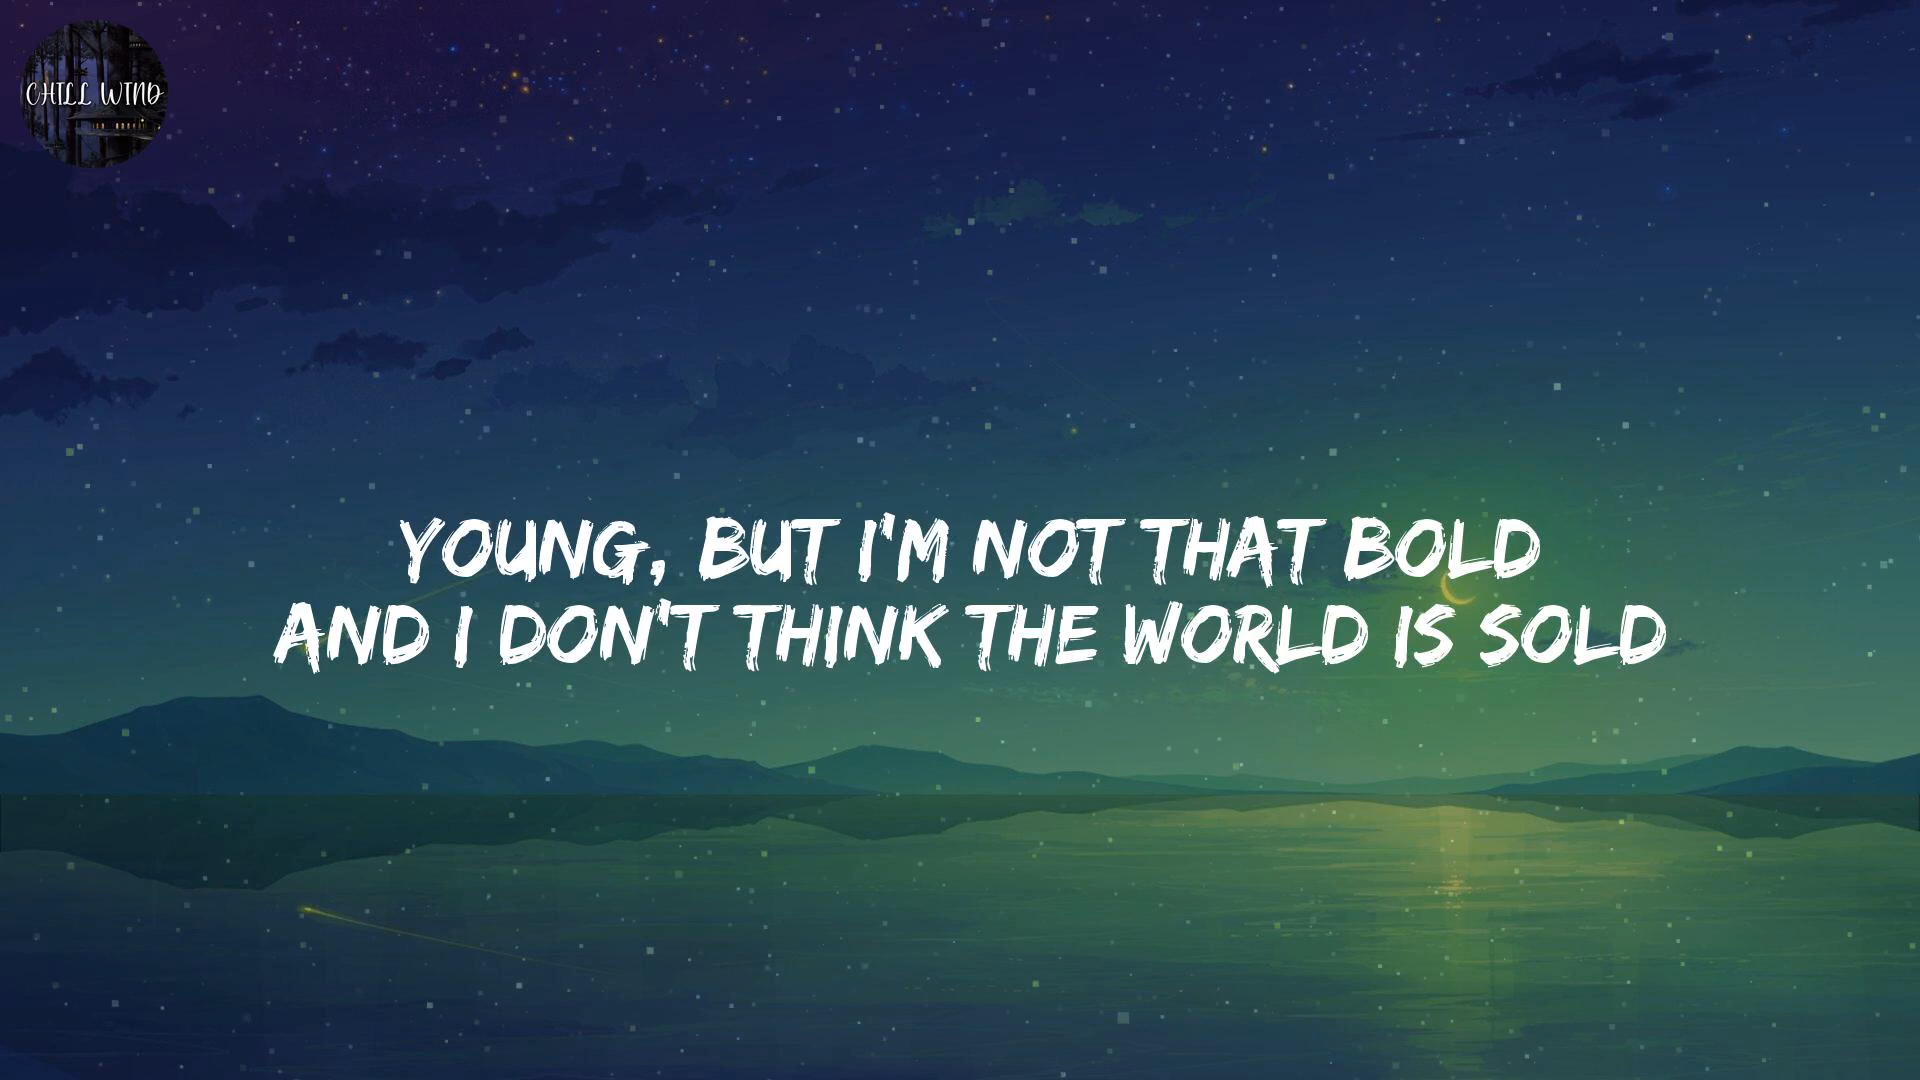 CHILL WIND
YOUNG, BUT I'M NOT THAT BOLD
AND I DON'T THINK THE WORLD IS SOLD